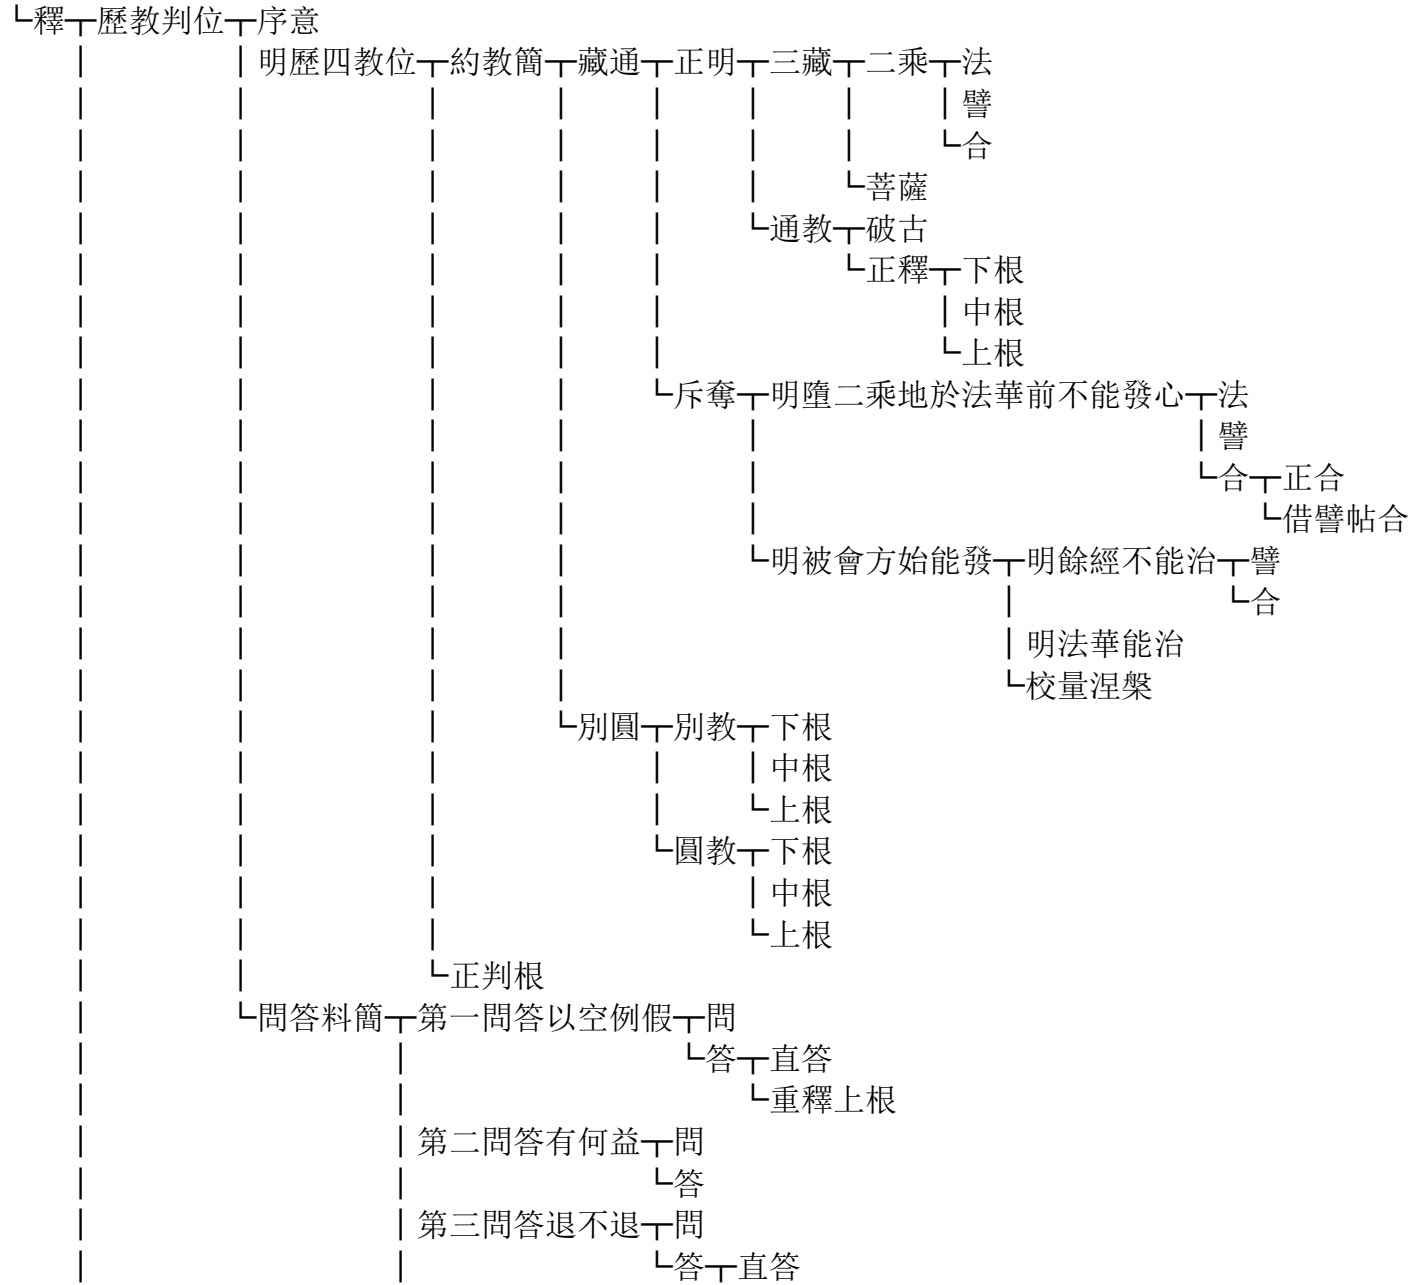 └釋┬歷教判位┬序意
│ │明歷四教位┬約教簡┬藏通┬正明┬三藏┬二乘┬法
│ │ │ │ │ │ │ │譬
│ │ │ │ │ │ │ └合
│ │ │ │ │ │ └菩薩
│ │ │ │ │ └通教┬破古
│ │ │ │ │ └正釋┬下根
│ │ │ │ │ │中根
│ │ │ │ │ └上根
│ │ │ │ └斥奪┬明墮二乘地於法華前不能發心┬法
│ │ │ │ │ │譬
│ │ │ │ │ └合┬正合
│ │ │ │ │ └借譬帖合
│ │ │ │ └明被會方始能發┬明餘經不能治┬譬
│ │ │ │ │ └合
│ │ │ │ │明法華能治
│ │ │ │ └校量涅槃
│ │ │ └別圓┬別教┬下根
│ │ │ │ │中根
│ │ │ │ └上根
│ │ │ └圓教┬下根
│ │ │ │中根
│ │ │ └上根
│ │ └正判根
│ └問答料簡┬第一問答以空例假┬問
│ │ └答┬直答
│ │ └重釋上根
│ │第二問答有何益┬問
│ │ └答
│ │第三問答退不退┬問
│ │ └答┬直答